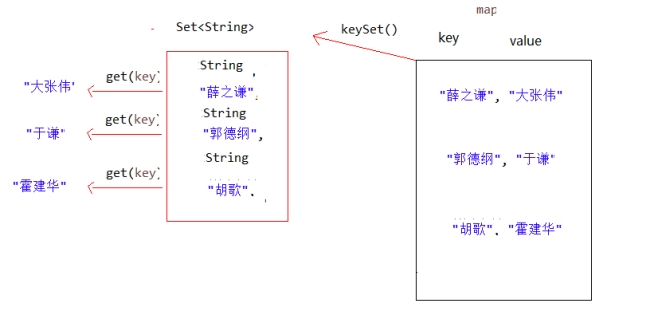 map
Set<String>
keySet()
key value
String ,
get(key)
"大张伟"
"薛之谦",
"薛之谦", "大张伟"
String
get(key)
"于谦"
"郭德纲",
"郭德纲", "于谦"
String
get(key)
"霍建华"
"胡歌".
"胡歌". "霍建华"